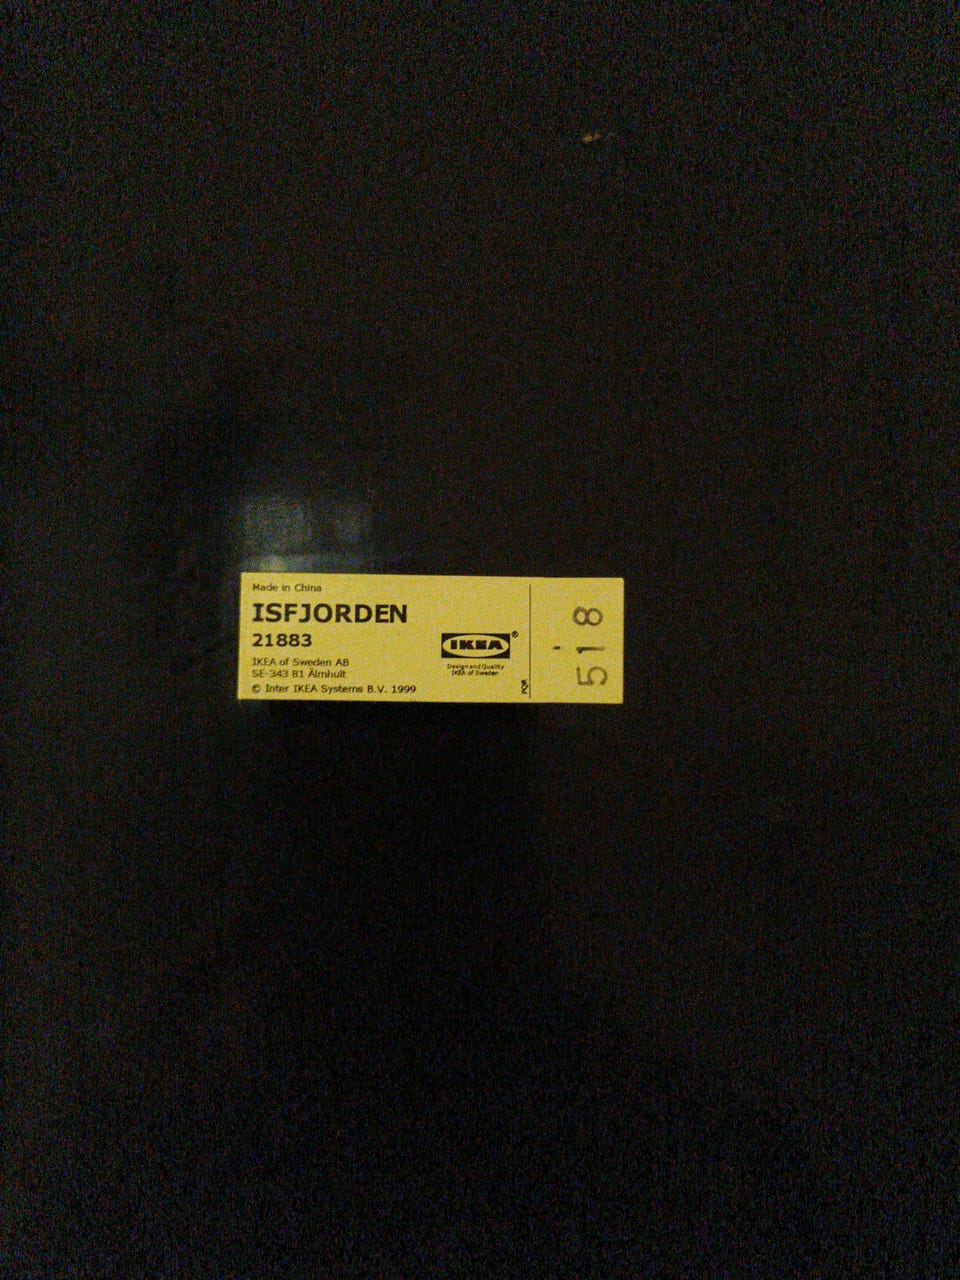 Made in China
ISFJORDEN
21883
IKEA of Sweden AB
SE-343 81 Älmhult
© Inter IKEA Systems B.V. 1999
IKEA®
Design and Quality
IKEA of Sweden
PQR
518